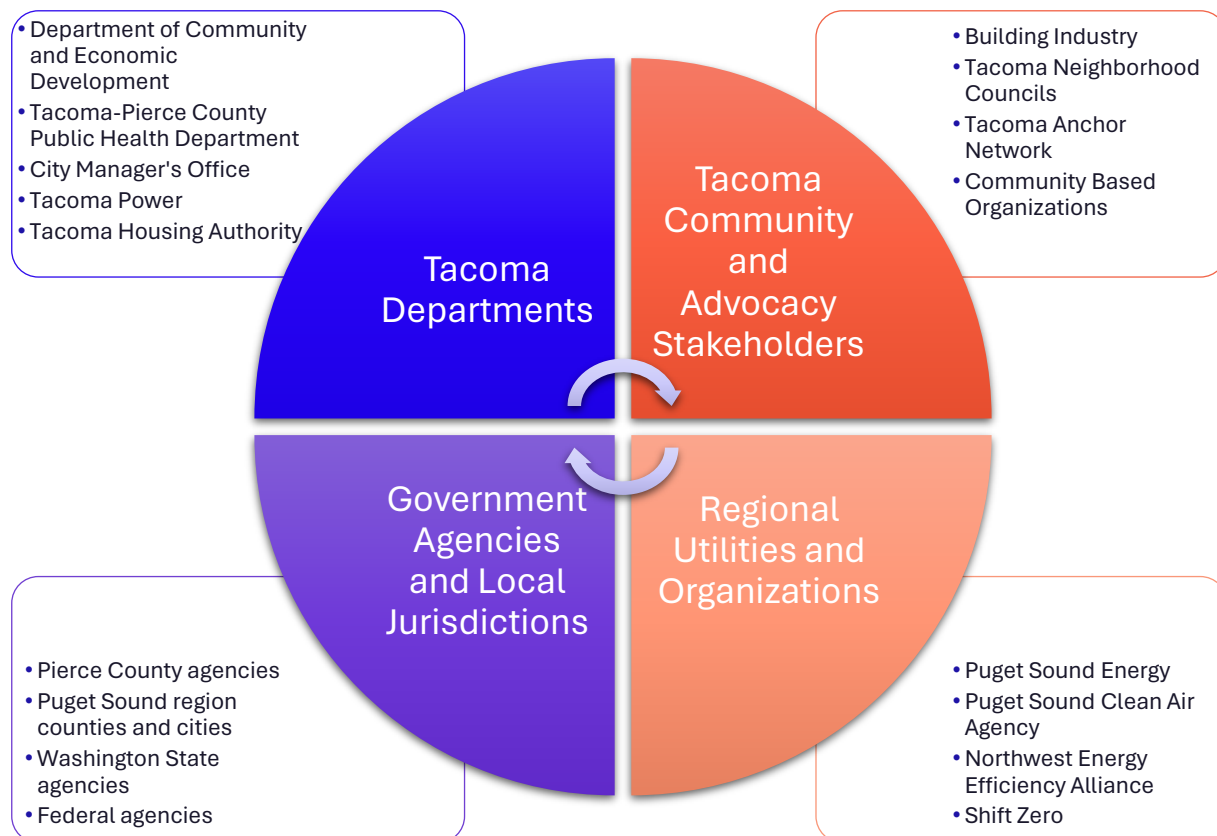 • Department of Community
and Economic
Development
• Tacoma-Pierce County
Public Health Department
• City Manager's Office
• Tacoma Power
• Tacoma Housing Authority
Tacoma
Departments
• Building Industry
• Tacoma Neighborhood
Councils
• Tacoma Anchor
Network
• Community Based
Organizations
Tacoma
Community
and
Advocacy
Stakeholders
Government
Agencies
and Local
Jurisdictions
• Pierce County agencies
• Puget Sound region
counties and cities
• Washington State
agencies
• Federal agencies
Regional
Utilities and
Organizations
• Puget Sound Energy
• Puget Sound Clean Air
Agency
• Northwest Energy
Efficiency Alliance
• Shift Zero